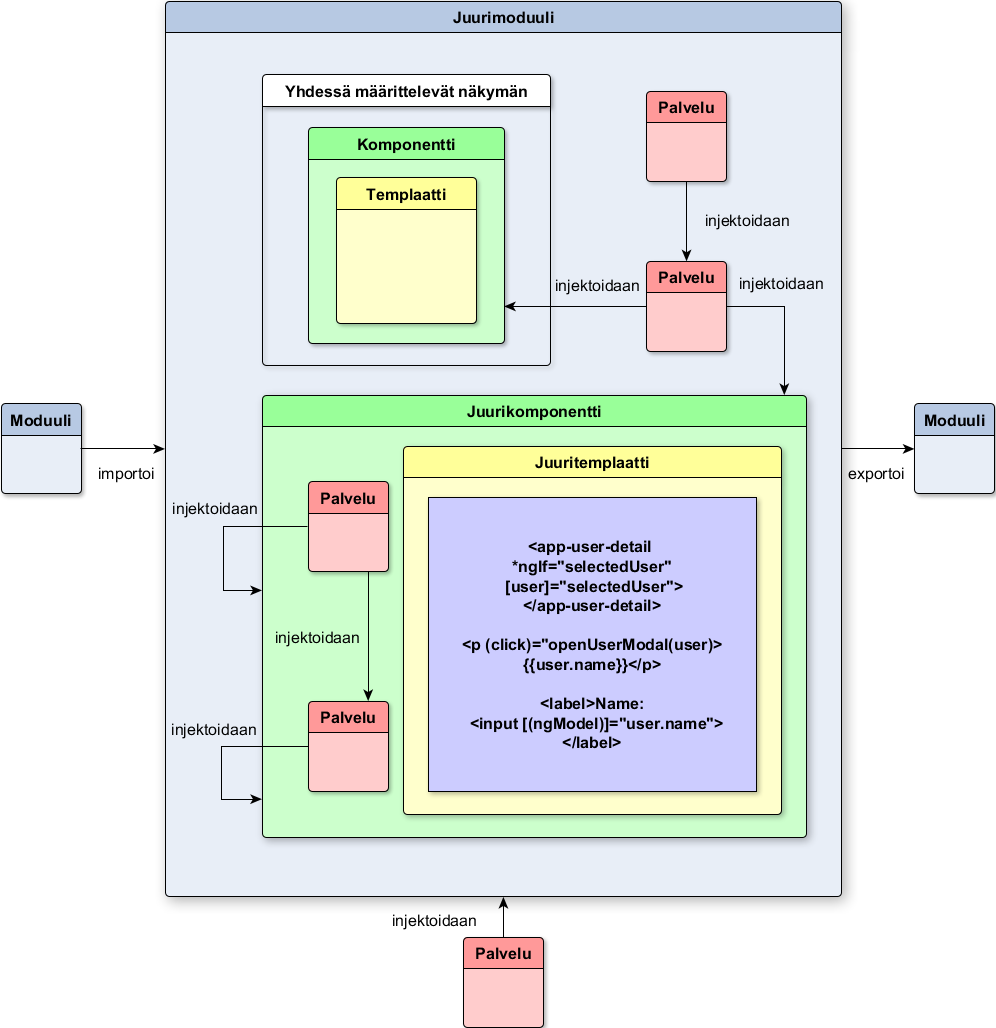 Juurimoduuli
Yhdessä määrittelevät näkymän
Palvelu
Komponentti
Templaatti
injektoidaan
Palvelu
injektoidaan
injektoidaan
Juurikomponentti
Moduuli
Moduuli
Juuritemplaatti
importoi
exportoi
Palvelu
injektoidaan
<app-user-detail
*ngIf="selectedUser"
[user]="selectedUser">
</app-user-detail>
injektoidaan
<p (click)="openUserModal(user)>
{{user.name}}</p>
<label>Name:
<input [(ngModel)]="user.name">
</label>
Palvelu
injektoidaan
injektoidaan
Palvelu